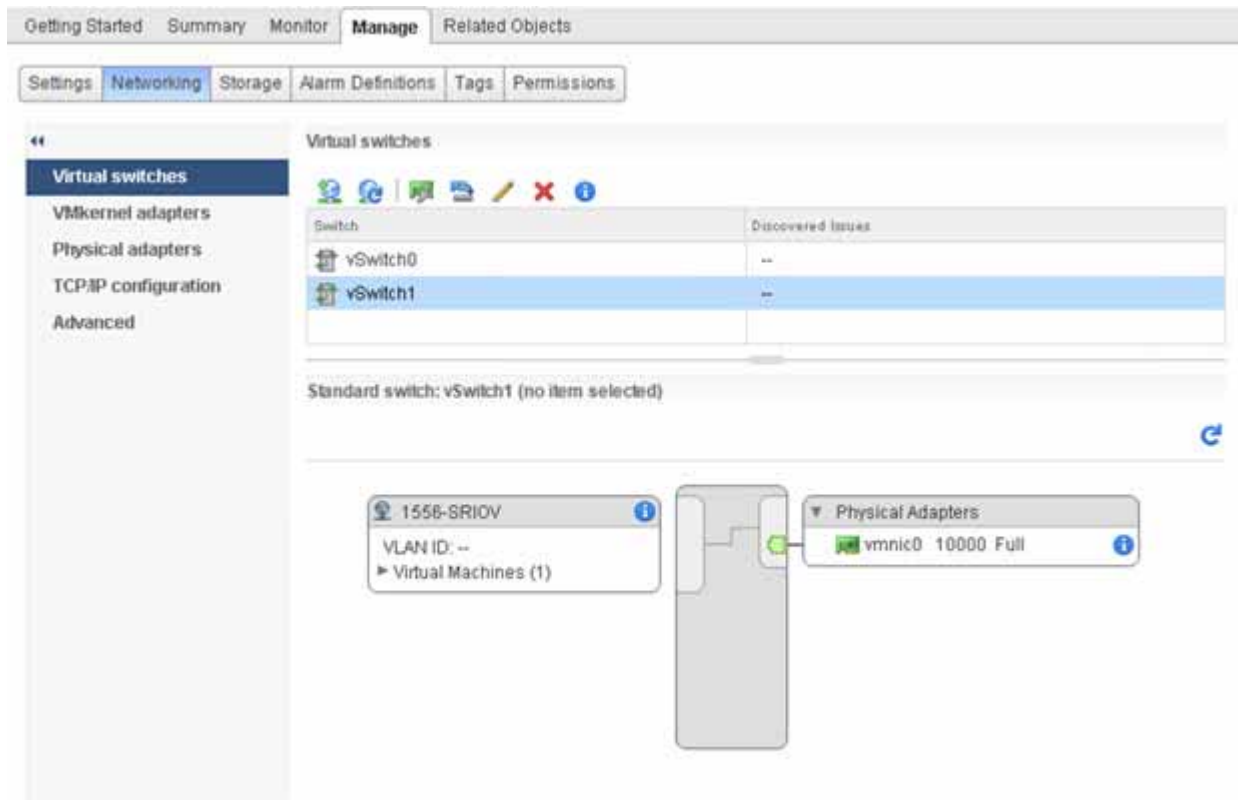 Getting Started Summary Monitor Manage Related Objects
Settings Networking Storage Alarm Definitions Tags Permissions
Virtual switches
VMkernel adapters
Physical adapters
TCP/IP configuration
Advanced
Virtual switches
Switch Discovered Issues
vSwitch0 --
vSwitch1 --
Standard switch: vSwitch1 (no item selected)
1556-SRIOV
VLAN ID: --
Virtual Machines (1)
Physical Adapters
vmnic0 10000 Full